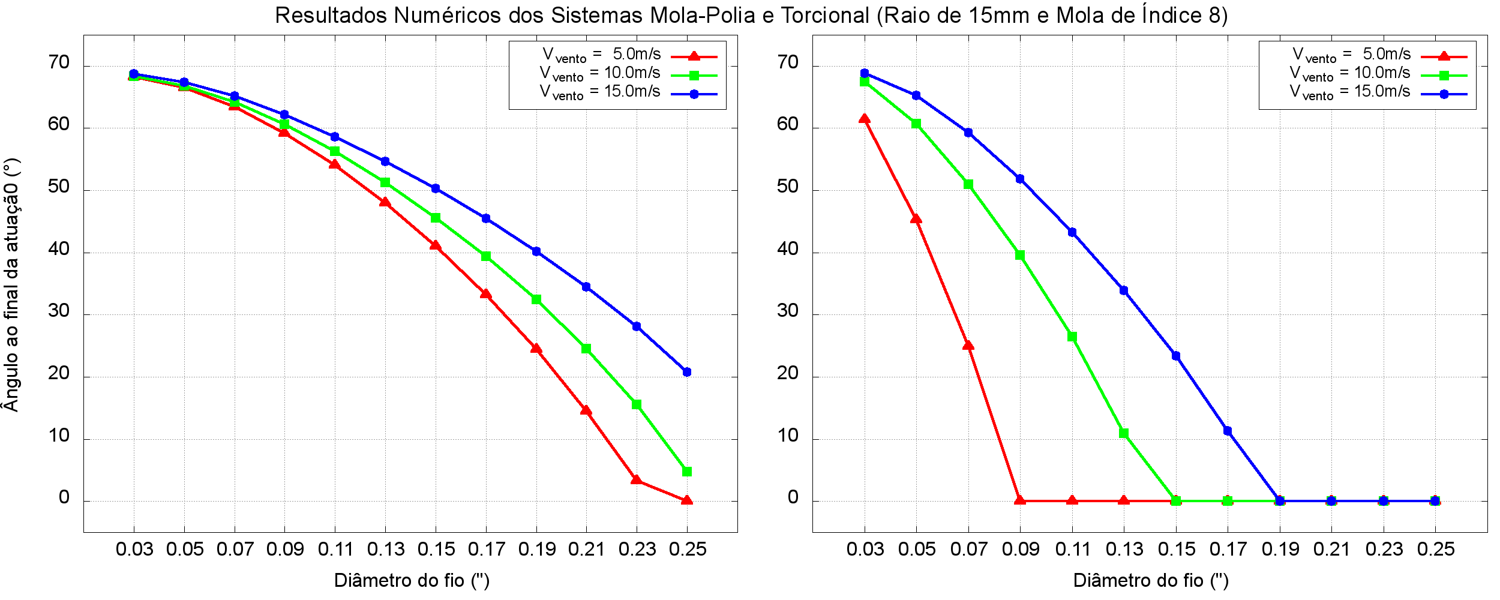 Resultados Numéricos dos Sistemas Mola-Polia e Torcional (Raio de 15mm e Mola de Índice 8)
Ângulo ao final da atuaçã0 (°)
70
60
50
40
30
20
10
0
V vento = 5.0m/s
V vento = 10.0m/s
V vento = 15.0m/s
0.03 0.05 0.07 0.09 0.11 0.13 0.15 0.17 0.19 0.21 0.23 0.25
Diâmetro do fio (")
70
60
50
40
30
20
10
0
V vento = 5.0m/s
V vento = 10.0m/s
V vento = 15.0m/s
0.03 0.05 0.07 0.09 0.11 0.13 0.15 0.17 0.19 0.21 0.23 0.25
Diâmetro do fio (")